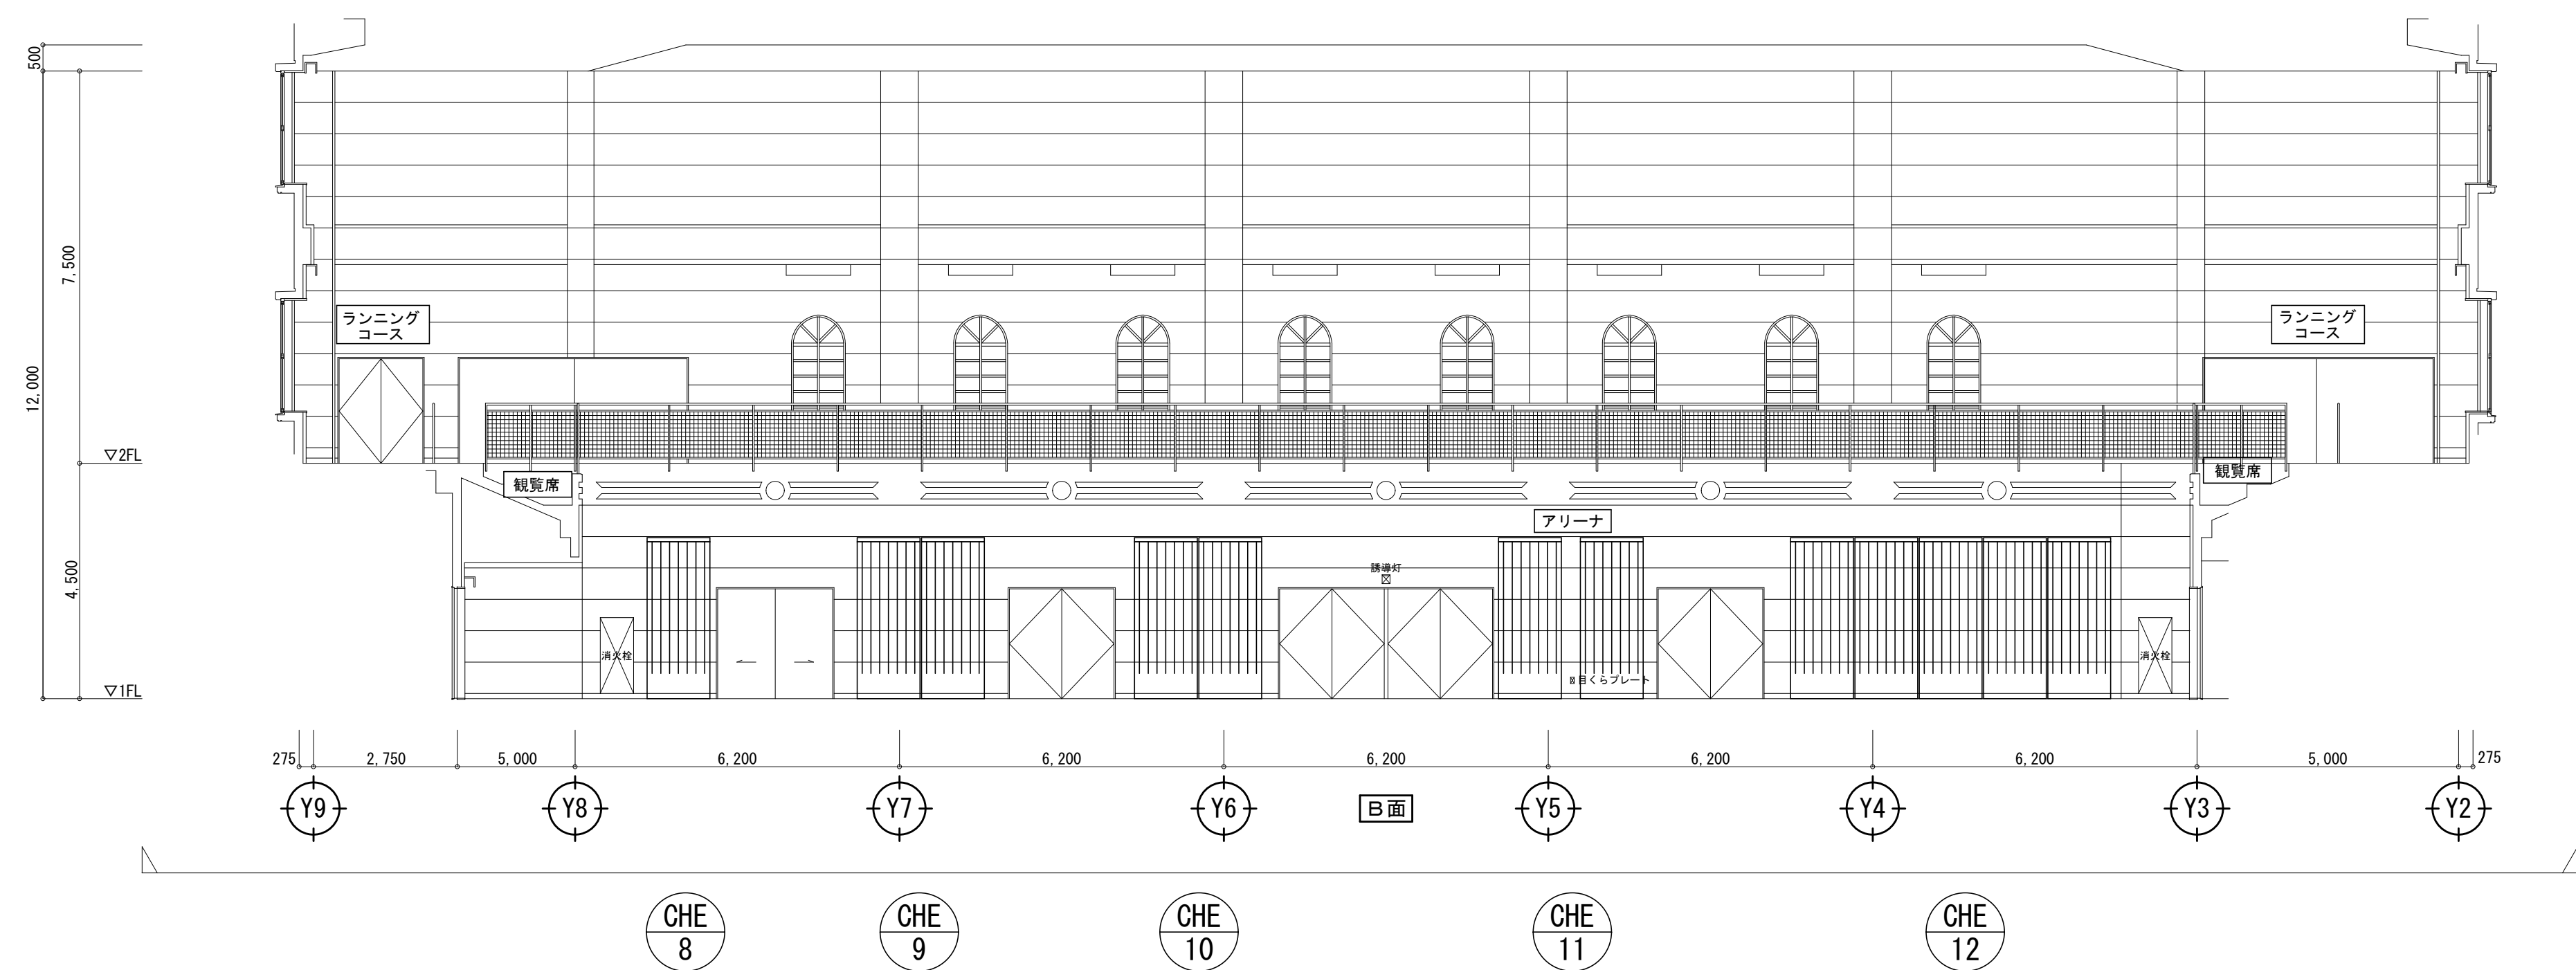 500
7,500
12,000
4,500
▽2FL
▽1FL
ランニング
コース
ランニング
コース
観覧席
観覧席
アリーナ
誘導灯
消火栓
目くらプレート
消火栓
275
2,750
5,000
6,200
6,200
6,200
6,200
6,200
5,000
275
Y9
Y8
Y7
Y6
B面
Y5
Y4
Y3
Y2
CHE
8
CHE
9
CHE
10
CHE
11
CHE
12